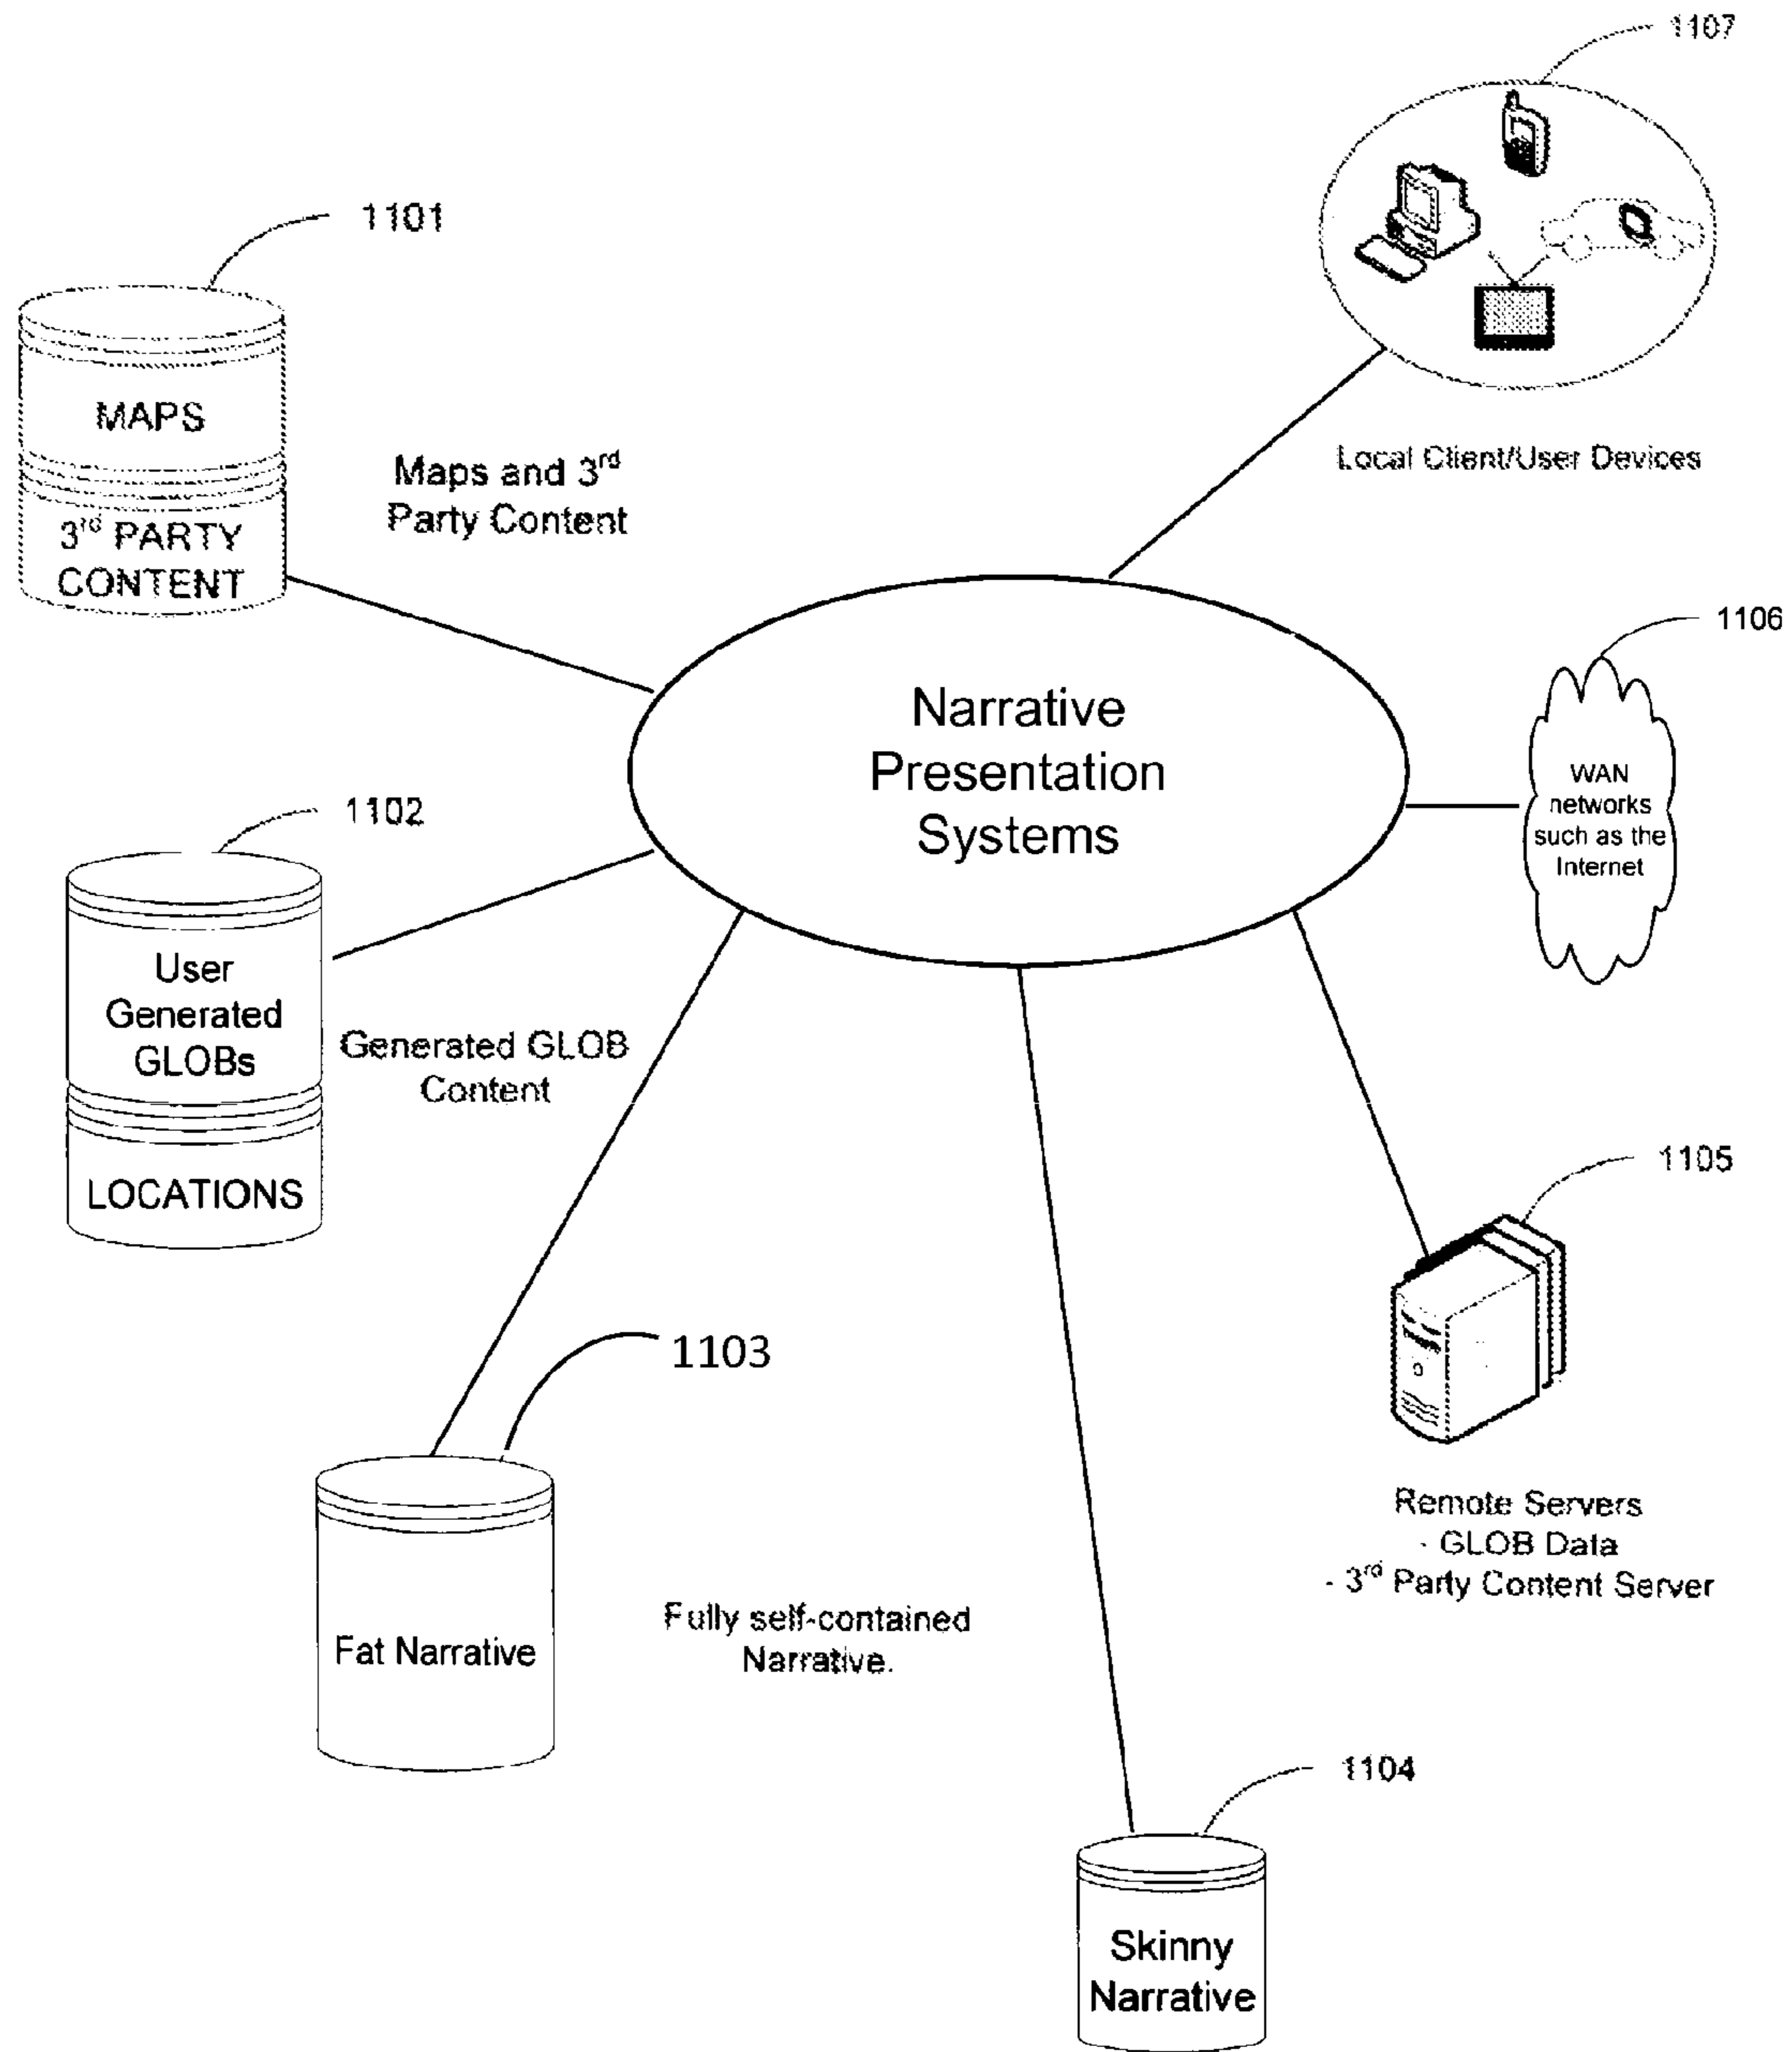 1107
1101
MAPS
3rd PARTY
CONTENT
Maps and 3rd
Party Content
Local Client/User Devices
1106
WAN
networks
such as the
Internet
Narrative
Presentation
Systems
1102
User
Generated
GLOBs
LOCATIONS
Generated GLOB
Content
1105
Remote Servers
- GLOB Data
- 3rd Party Content Server
1103
Fat Narrative
Fully self-contained
Narrative.
1104
Skinny
Narrative